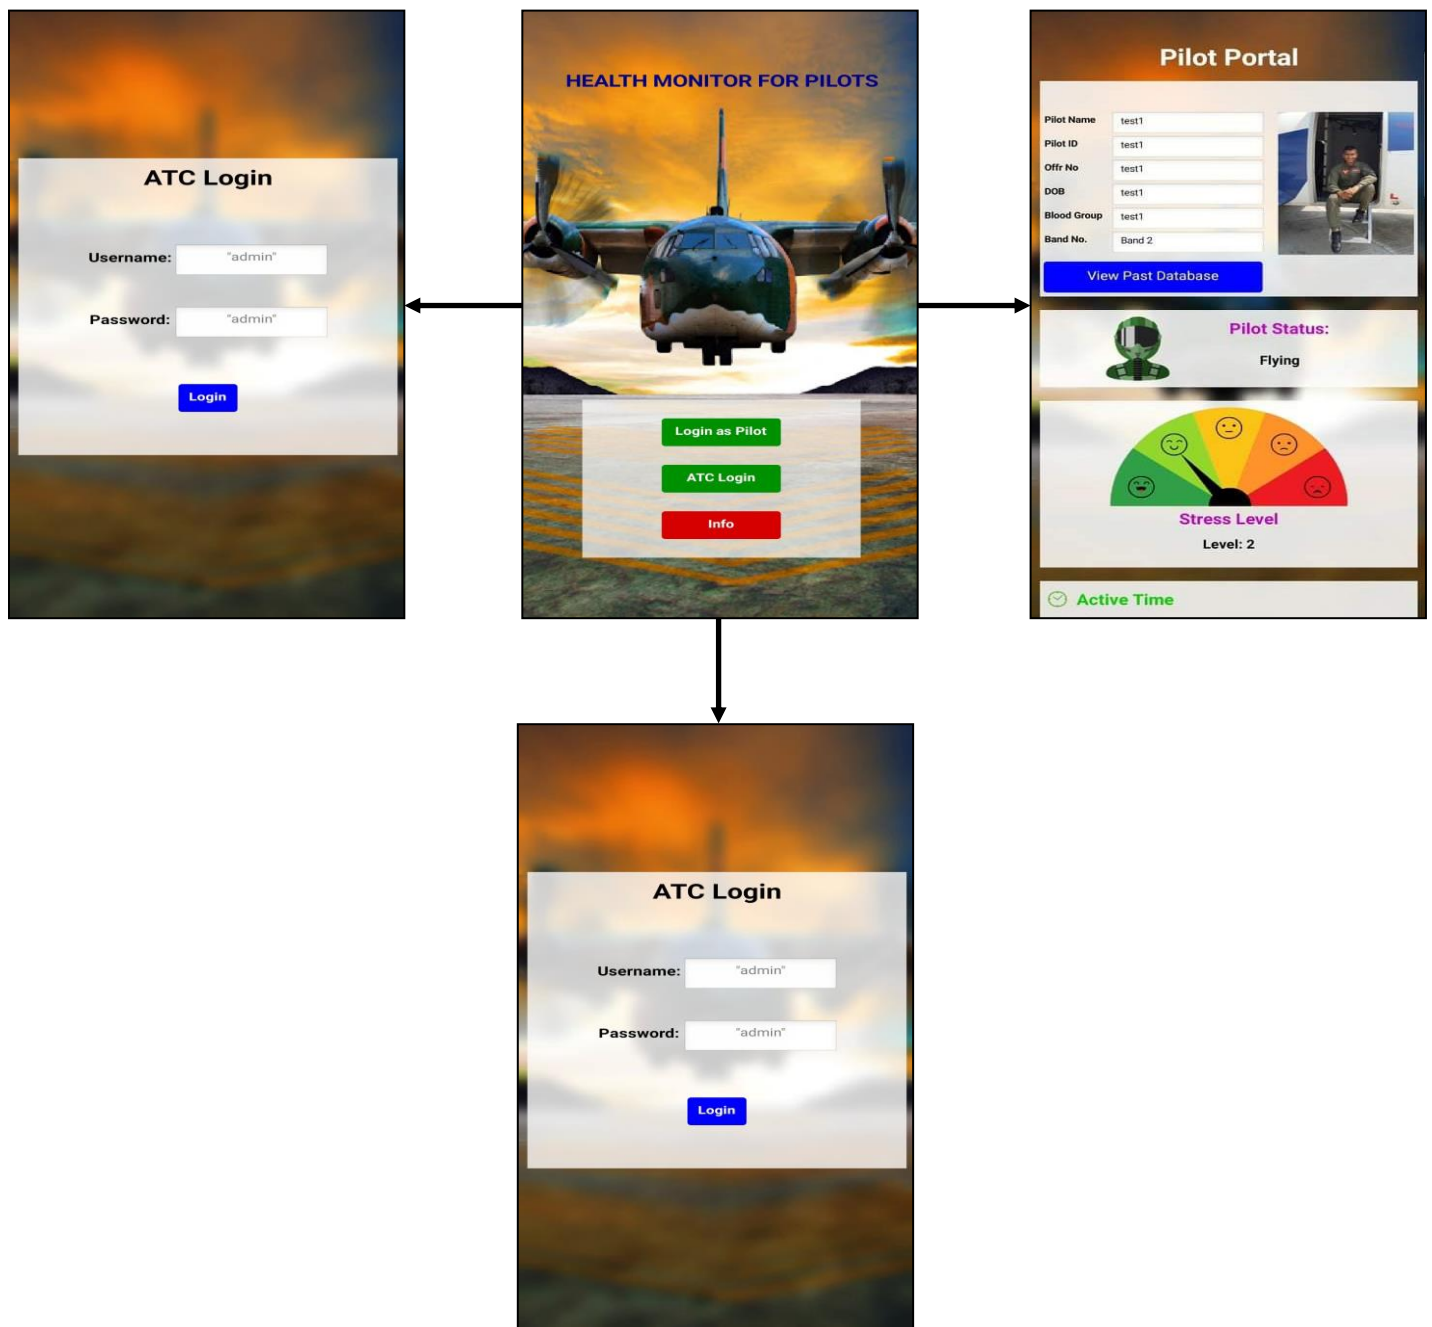 ATC Login
Username: "admin"
Password: "admin"
Login
HEALTH MONITOR FOR PILOTS
Login as Pilot
ATC Login
Info
Pilot Portal
Pilot Name test1
Pilot ID test1
Offr No test1
DOB test1
Blood Group test1
Band No. Band 2
View Past Database
Pilot Status:
Flying
Stress Level
Level: 2
Active Time
ATC Login
Username: "admin"
Password: "admin"
Login